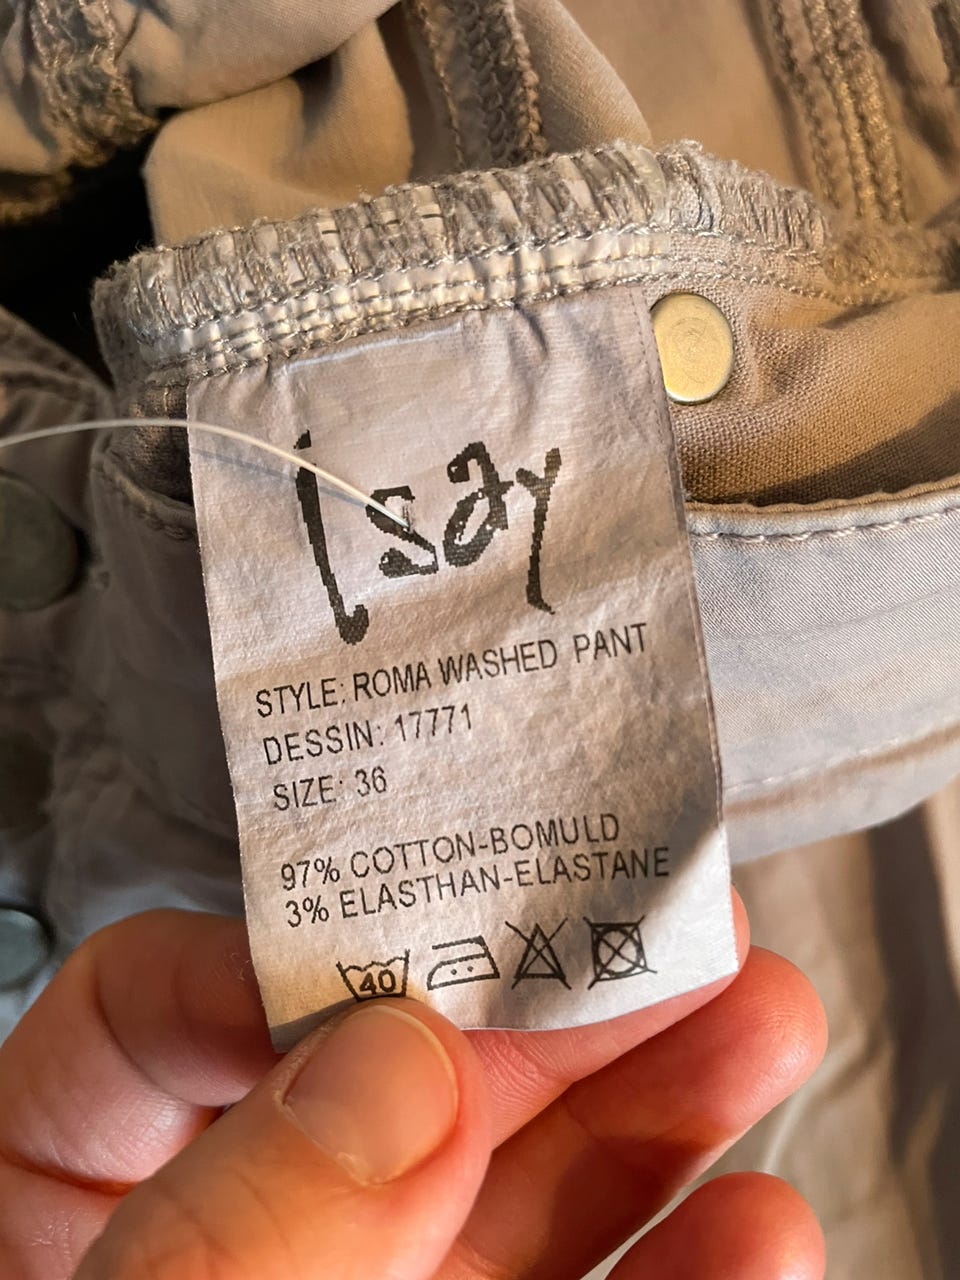 Isay
STYLE: ROMA WASHED PANT
DESSIN: 17771
SIZE: 36
97% COTTON-BOMULD
3% ELASTHAN-ELASTANE
40